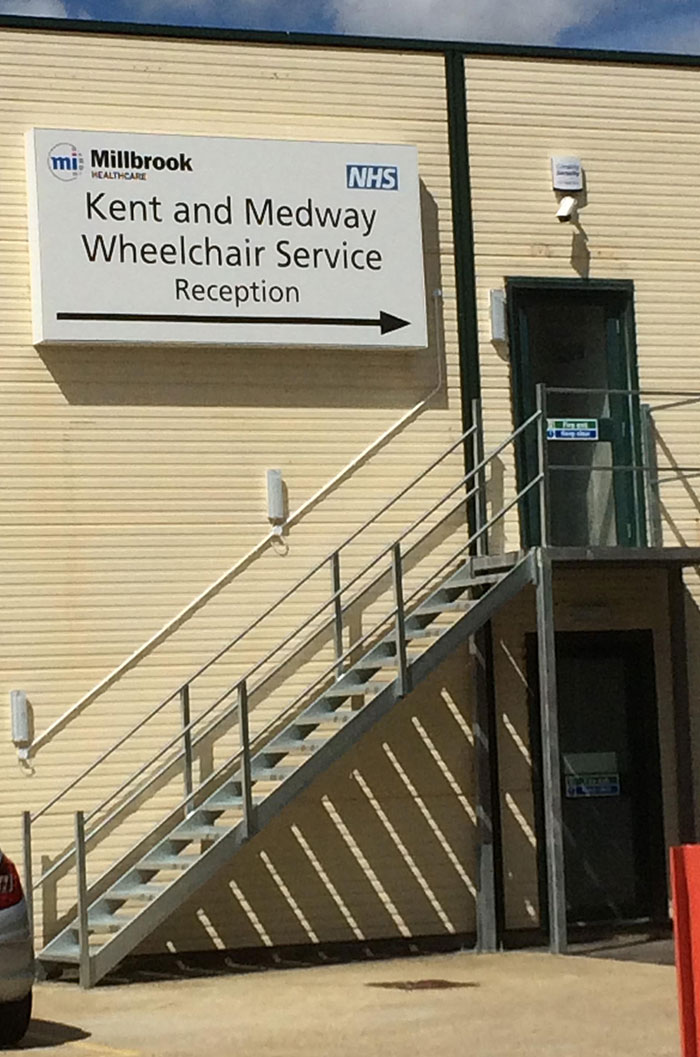 mi Millbrook
HEALTHCARE
NHS
Kent and Medway
Wheelchair Service
Reception
Fire exit
Keep clear